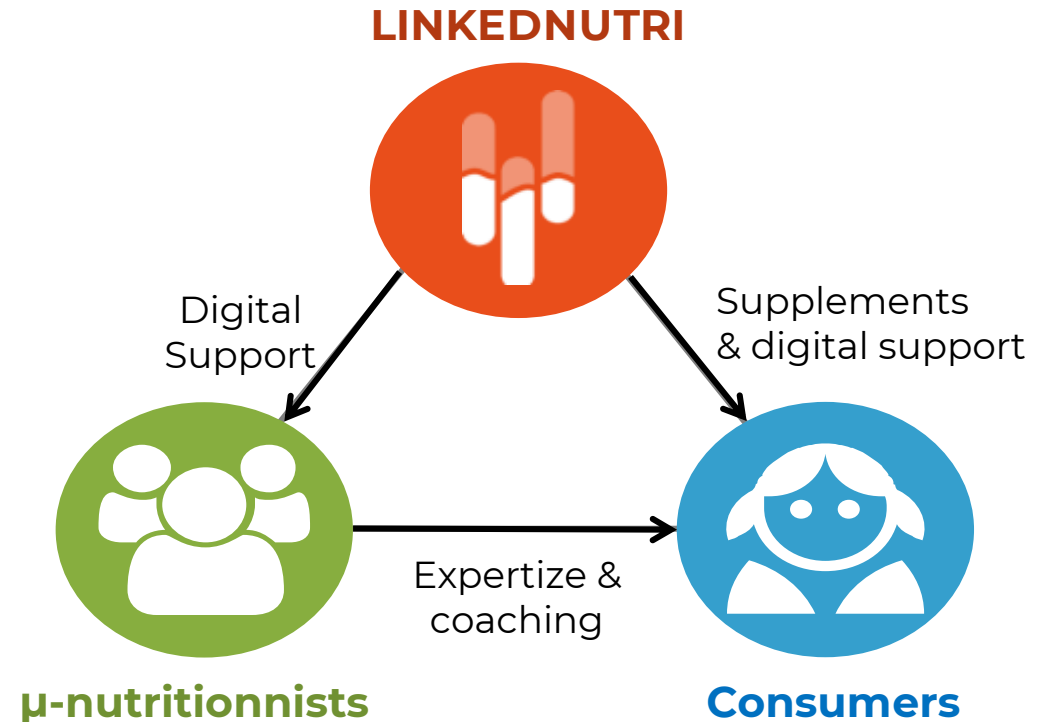 LINKEDNUTRI
Digital
Support
Supplements
& digital support
Expertize &
coaching
µ-nutritionnists
Consumers